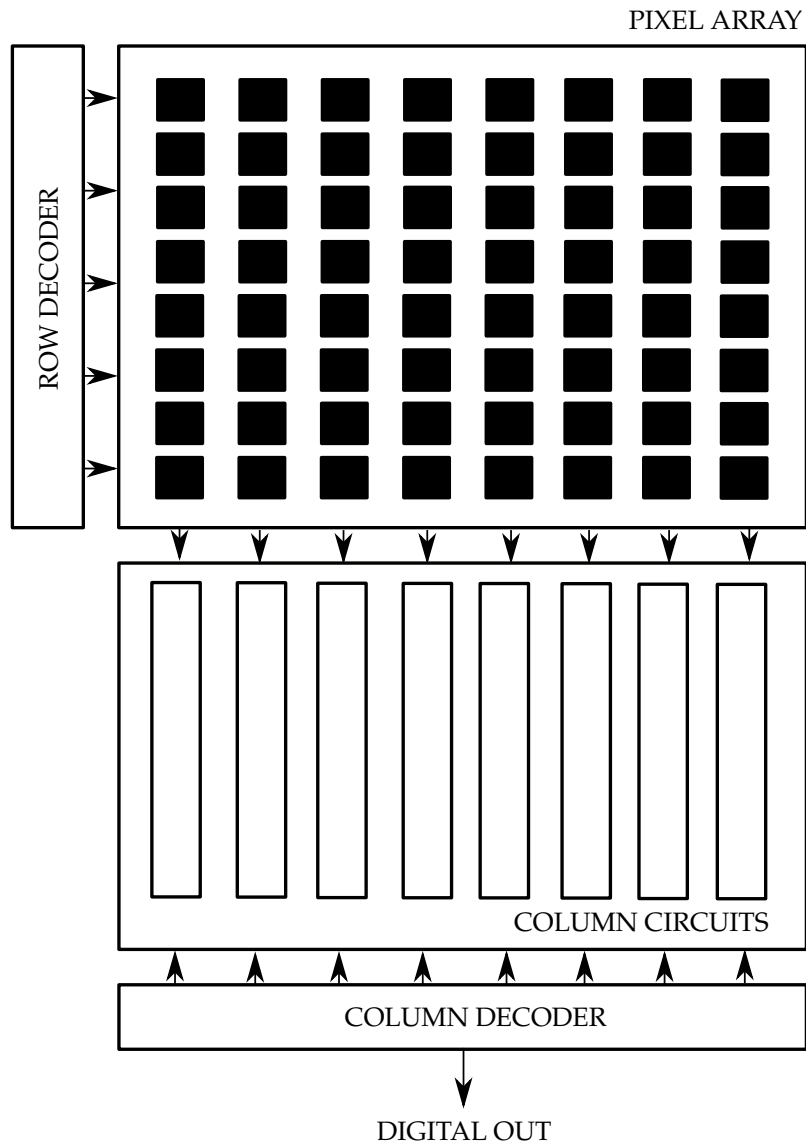 PIXEL ARRAY
ROW DECODER
COLUMN CIRCUITS
COLUMN DECODER
DIGITAL OUT